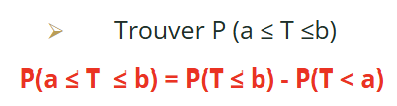 ➢ Trouver P (a ≤ T ≤b)
P(a ≤ T ≤ b) = P(T ≤ b) - P(T < a)